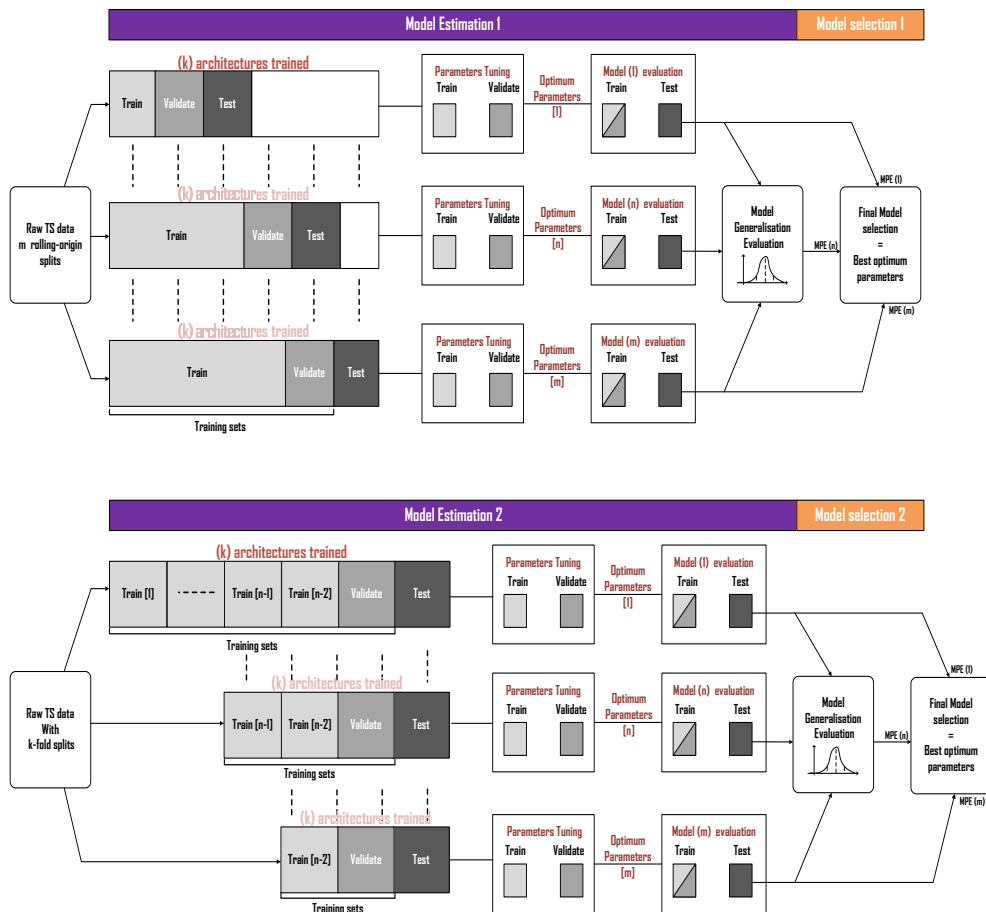 Model Estimation 1
Model selection 1
(k) architectures trained
Train
Validate
Test
Parameters Tuning
Train
Validate
Optimum
Parameters
[1]
Model (1) evaluation
Train
Test
MPE (1)
Raw TS data
m rolling-origin
splits
(k) architectures trained
Train
Validate
Test
Parameters Tuning
Train
Validate
Optimum
Parameters
[n]
Model (n) evaluation
Train
Test
Model
Generalisation
Evaluation
MPE (n)
Final Model
selection
=
Best optimum
parameters
MPE (m)
(k) architectures trained
Train
Validate
Test
Training sets
Parameters Tuning
Train
Validate
Optimum
Parameters
[m]
Model (m) evaluation
Train
Test
Model Estimation 2
Model selection 2
(k) architectures trained
Train [1]
Train [n-1]
Train [n-2]
Validate
Test
Training sets
Parameters Tuning
Train
Validate
Optimum
Parameters
[1]
Model (1) evaluation
Train
Test
MPE (1)
Raw TS data
With
k-fold splits
(k) architectures trained
Train [n-1]
Train [n-2]
Validate
Test
Training sets
Parameters Tuning
Train
Validate
Optimum
Parameters
[n]
Model (n) evaluation
Train
Test
Model
Generalisation
Evaluation
MPE (n)
Final Model
selection
=
Best optimum
parameters
MPE (m)
(k) architectures trained
Train [n-2]
Validate
Test
Training sets
Parameters Tuning
Train
Validate
Optimum
Parameters
[m]
Model (m) evaluation
Train
Test